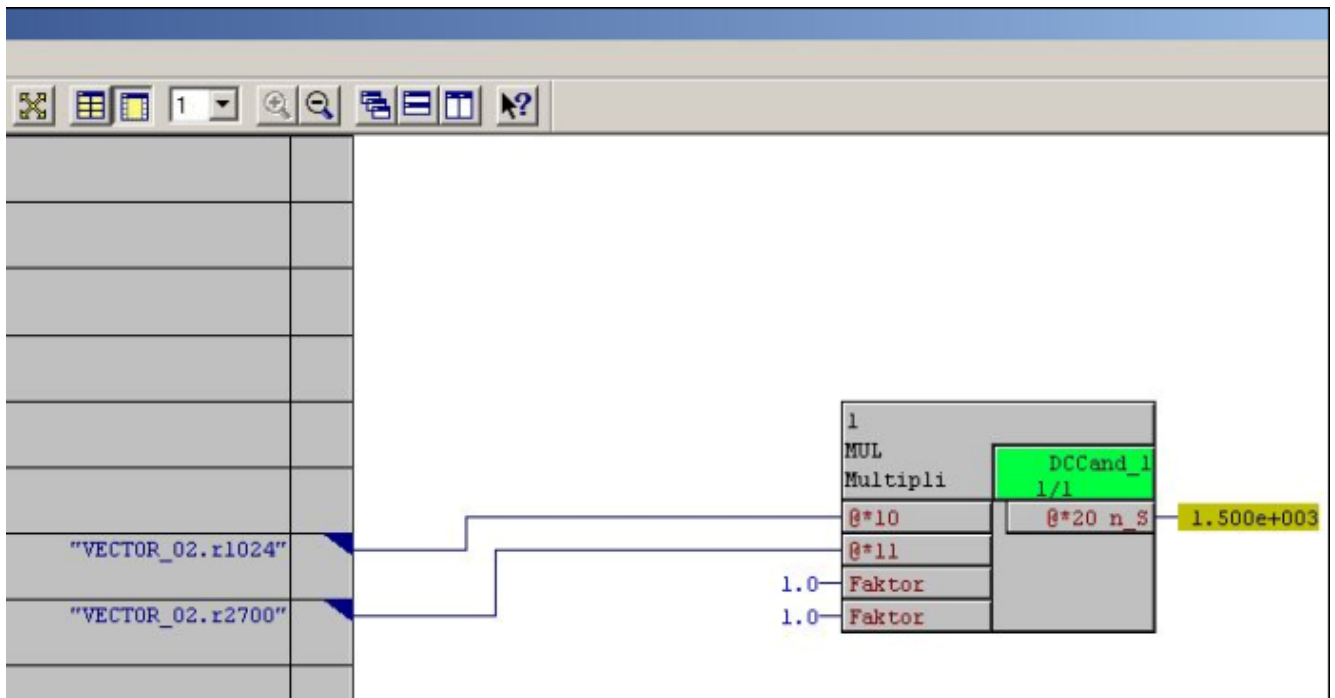 1
1
MUL
Multipli
DCCand_1
1/1
@*10
@*20 n_S
1.500e+003
"VECTOR_02.r1024"
@*11
1.0
Faktor
"VECTOR_02.r2700"
1.0
Faktor